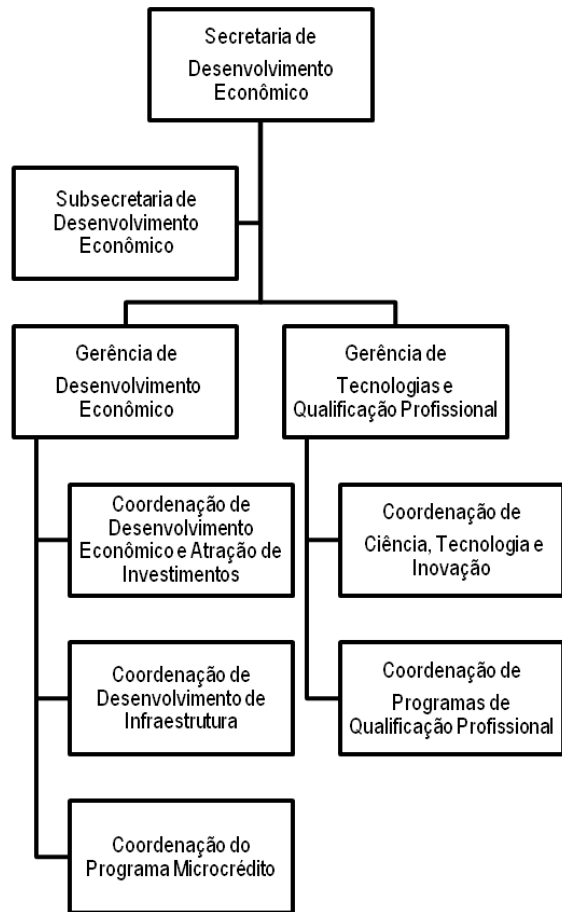 Secretaria de
Desenvolvimento
Econômico
Subsecretaria de
Desenvolvimento
Econômico
Gerência de
Desenvolvimento
Econômico
Gerência de
Tecnologias e
Qualificação Profissional
Coordenação de
Desenvolvimento
Econômico e Atração de
Investimentos
Coordenação de
Ciência, Tecnologia e
Inovação
Coordenação de
Desenvolvimento de
Infraestrutura
Coordenação de
Programas de
Qualificação Profissional
Coordenação do
Programa Microcrédito